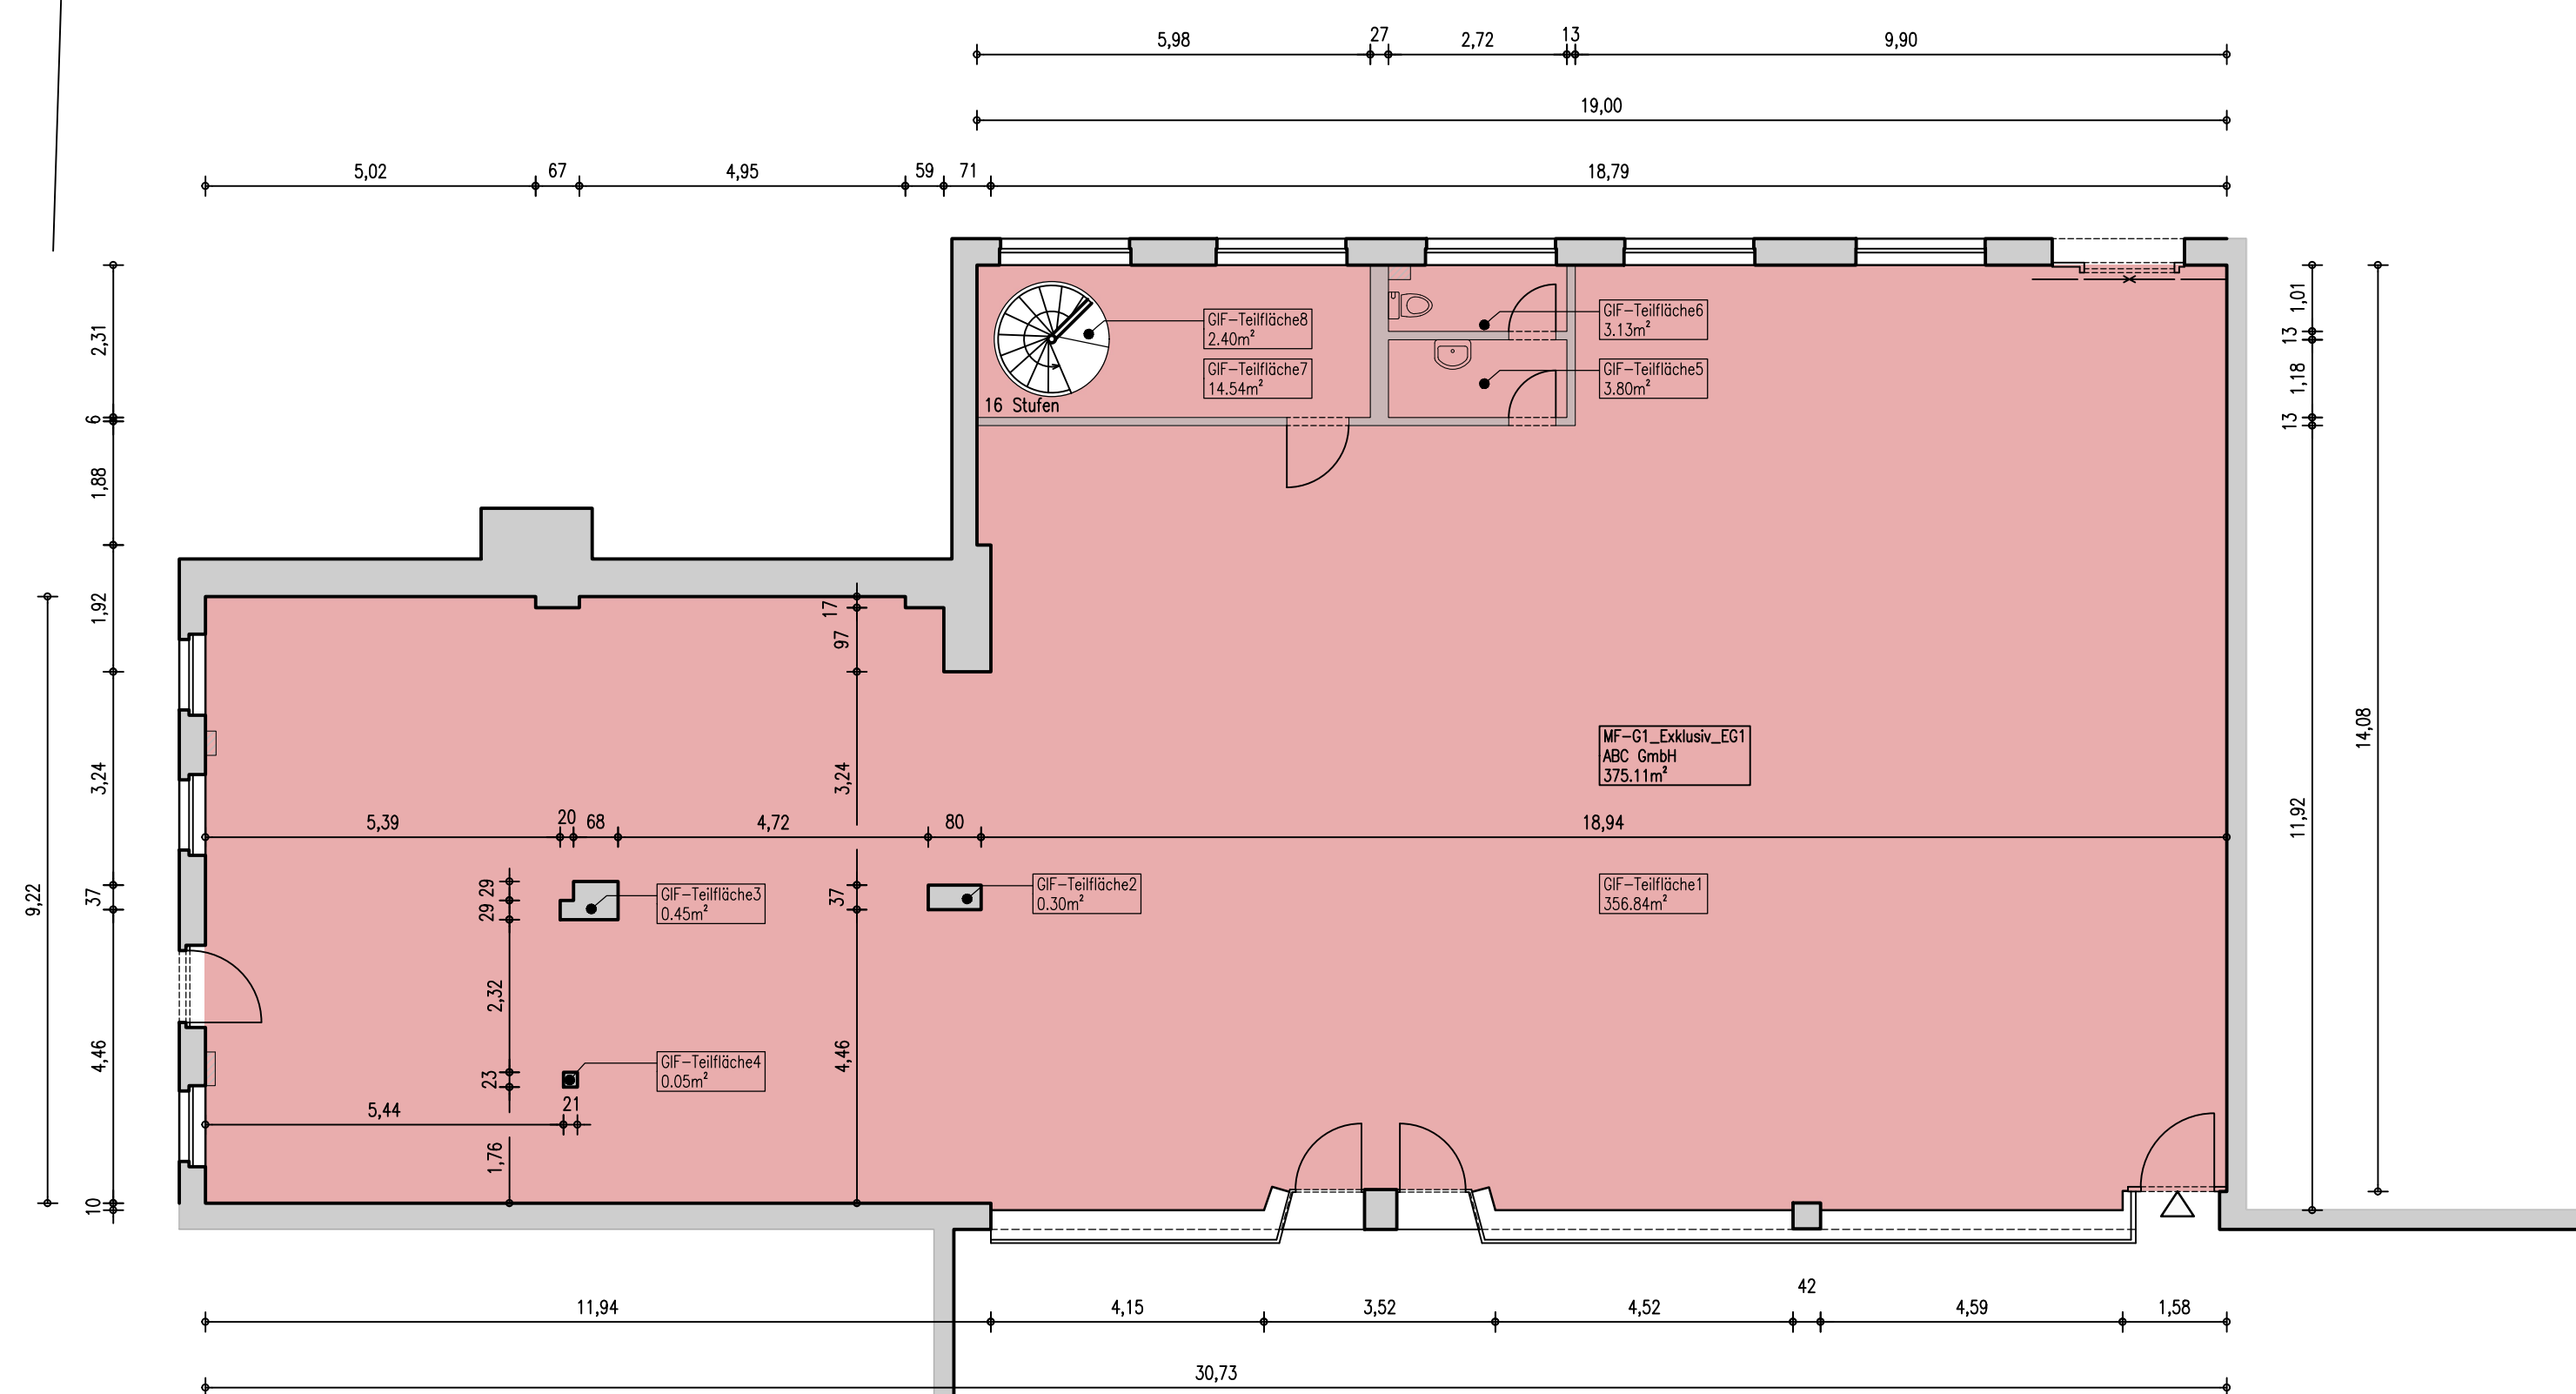 5,98 27 2,72 13 9,90
19,00
5,02 67 4,95 59 71 18,79
2,31
6
1,88
1,92
3,24
37
4,46
10
9,22
1,01
13
1,18
13
11,92
14,08
GIF-Teilfläche8
2.40m²
GIF-Teilfläche7
14.54m²
16 Stufen
GIF-Teilfläche6
3.13m²
GIF-Teilfläche5
3.80m²
17
97
3,24
37
4,46
MF-G1_Exklusiv_EG1
ABC GmbH
375.11m²
5,39 20 68 4,72 80 18,94
29
29
2,32
23
1,76
GIF-Teilfläche3
0.45m²
GIF-Teilfläche2
0.30m²
GIF-Teilfläche1
356.84m²
GIF-Teilfläche4
0.05m²
5,44 21
11,94 4,15 3,52 4,52 42 4,59 1,58
30,73